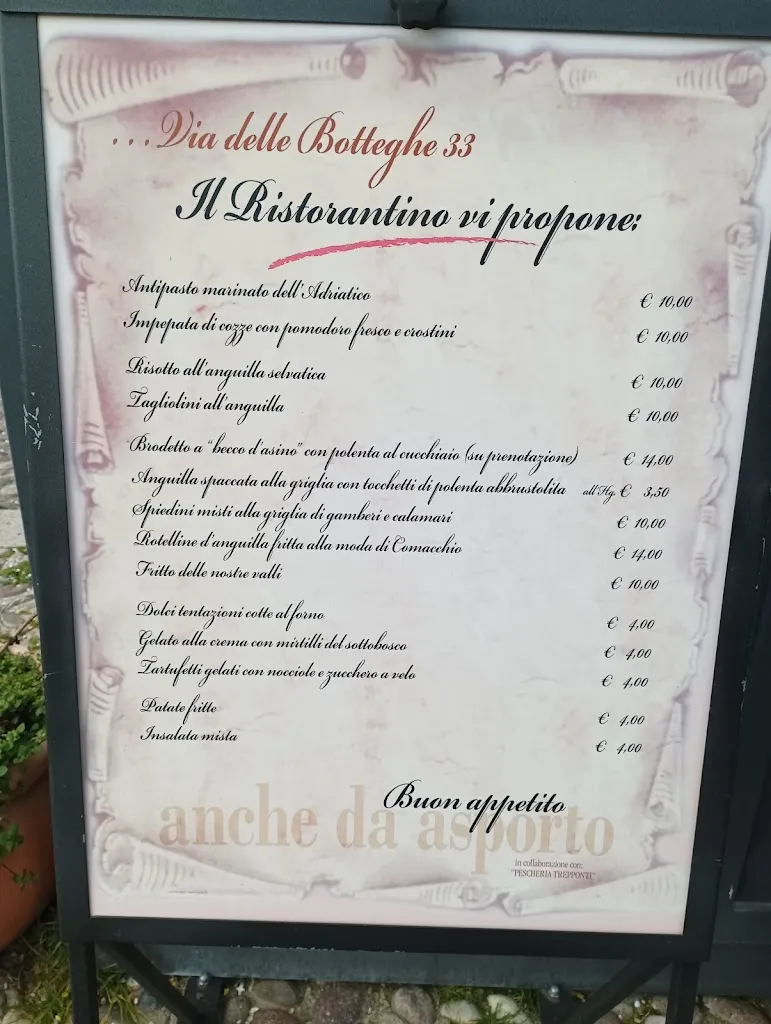 ...Via delle Botteghe 33
Il Ristorantino vi propone:
Antipasto marinato dell'Adriatico € 10,00
Impepata di cozze con pomodoro fresco e crostini € 10,00
Risotto all'anguilla selvatica € 10,00
Tagliolini all'anguilla € 10,00
Brodetto a "becco d'asino" con polenta al cucchiaio (su prenotazione) € 14,00
Anguilla spaccata alla griglia con tocchetti di polenta abbrustolita all'Hg. € 3,50
Spiedini misti alla griglia di gamberi e calamari € 10,00
Rotelline d'anguilla fritta alla moda di Comacchio € 14,00
Fritto delle nostre valli € 10,00
Dolci tentazioni cotte al forno € 4,00
Gelato alla crema con mirtilli del sottobosco € 4,00
Tartufetti gelati con nocciole e zucchero a velo € 4,00
Patate fritte € 4,00
Insalata mista € 4,00
Buon appetito
anche da asporto
in collaborazione con:
"PESCHERIA TREPPONTI"